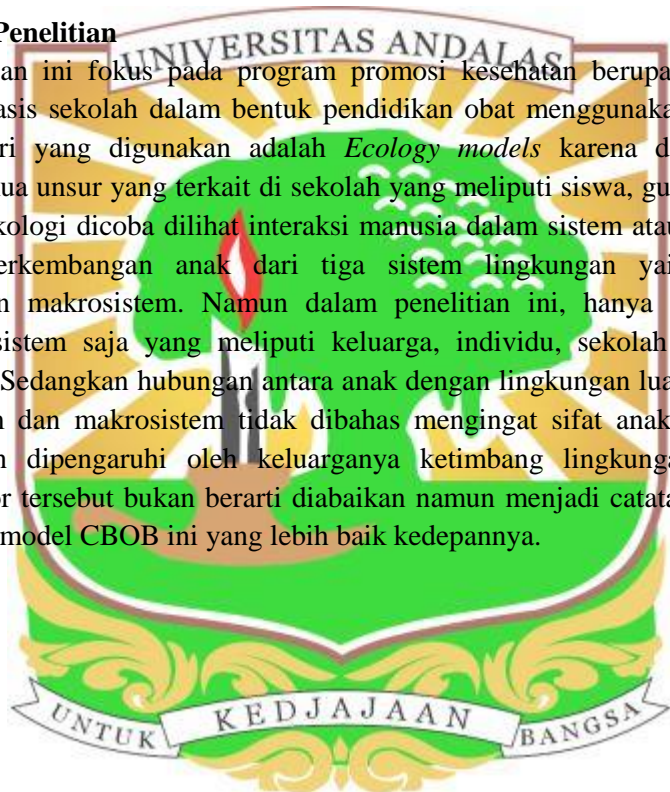 Penelitian
UNIVERSITAS ANDALAS
an ini fokus pada program promosi kesehatan berupa
asis sekolah dalam bentuk pendidikan obat menggunaka
ri yang digunakan adalah Ecology models karena d
ua unsur yang terkait di sekolah yang meliputi siswa, gu
kologi dicoba dilihat interaksi manusia dalam sistem atau
erkembangan anak dari tiga sistem lingkungan yai
n makrosistem. Namun dalam penelitian ini, hanya
sistem saja yang meliputi keluarga, individu, sekolah
Sedangkan hubungan antara anak dengan lingkungan lua
n dan makrosistem tidak dibahas mengingat sifat anak
n dipengaruhi oleh keluarganya ketimbang lingkunga
or tersebut bukan berarti diabaikan namun menjadi catata
model CBOB ini yang lebih baik kedepannya.
UNTUK KEDJAJAAN BANGSA